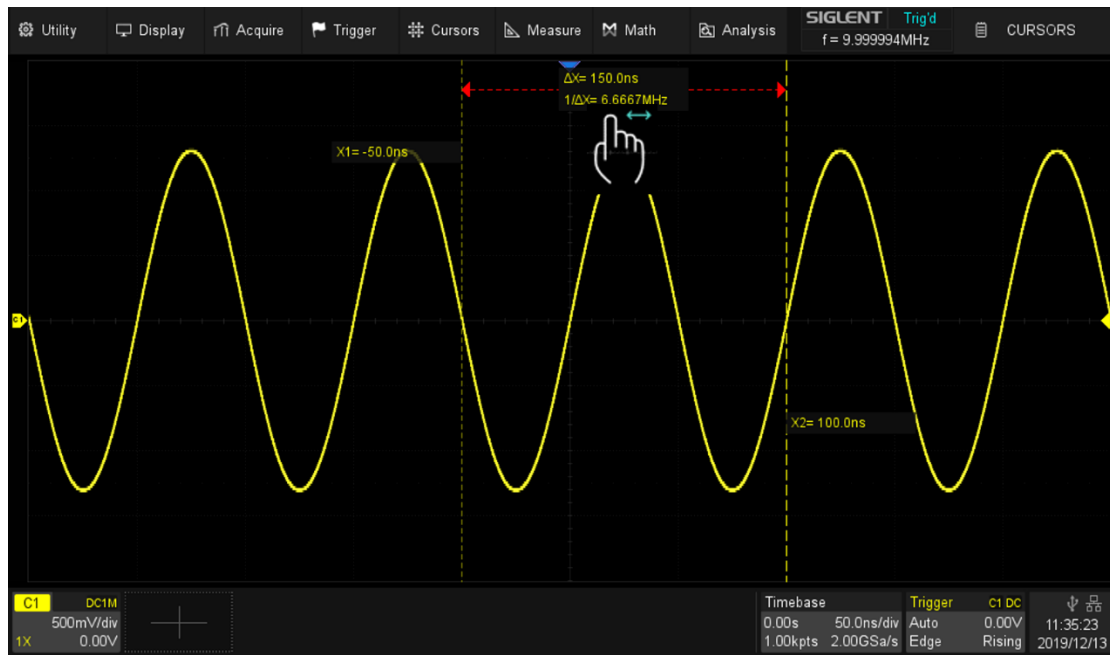 Utility Display Acquire Trigger Cursors Measure Math Analysis SIGLENT Trig'd CURSORS
f = 9.999994MHz
ΔX= 150.0ns
1/ΔX= 6.6667MHz
X1= -50.0ns
C1
X2= 100.0ns
C1 DC1M
500mV/div
1X 0.00V
Timebase
0.00s 50.0ns/div
1.00kpts 2.00GSa/s
Trigger C1 DC
Auto 0.00V
Edge Rising
11:35:23
2019/12/13